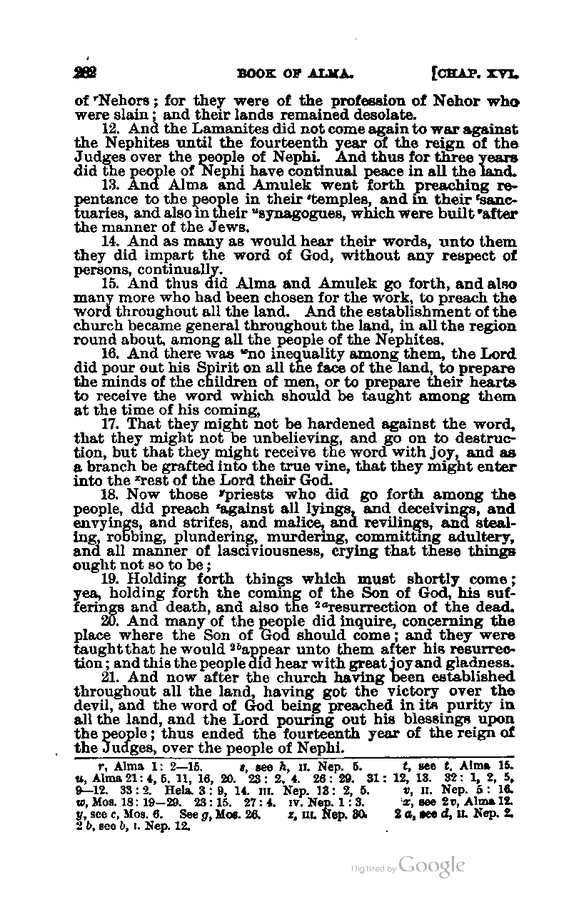 262 BOOK OF ALMA. [CHAP. XVI.
of ʳNehors; for they were of the profession of Nehor who
were slain; and their lands remained desolate.
12. And the Lamanites did not come again to war against
the Nephites until the fourteenth year of the reign of the
Judges over the people of Nephi. And thus for three years
did the people of Nephi have continual peace in all the land.
13. And Alma and Amulek went forth preaching re-
pentance to the people in their ˢtemples, and in their ᵗsanc-
tuaries, and also in their ᵘsynagogues, which were built ᵛafter
the manner of the Jews.
14. And as many as would hear their words, unto them
they did impart the word of God, without any respect of
persons, continually.
15. And thus did Alma and Amulek go forth, and also
many more who had been chosen for the work, to preach the
word throughout all the land. And the establishment of the
church became general throughout the land, in all the region
round about, among all the people of the Nephites.
16. And there was ʷno inequality among them, the Lord
did pour out his Spirit on all the face of the land, to prepare
the minds of the children of men, or to prepare their hearts
to receive the word which should be taught among them
at the time of his coming,
17. That they might not be hardened against the word,
that they might not be unbelieving, and go on to destruc-
tion, but that they might receive the word with joy, and as
a branch be grafted into the true vine, that they might enter
into the ˣrest of the Lord their God.
18. Now those ʸpriests who did go forth among the
people, did preach ᶻagainst all lyings, and deceivings, and
envyings, and strifes, and malice, and revilings, and steal-
ing, robbing, plundering, murdering, committing adultery,
and all manner of lasciviousness, crying that these things
ought not so to be;
19. Holding forth things which must shortly come;
yea, holding forth the coming of the Son of God, his suf-
ferings and death, and also the ²ᵃresurrection of the dead.
20. And many of the people did inquire, concerning the
place where the Son of God should come; and they were
taught that he would ²ᵇappear unto them after his resurrec-
tion; and this the people did hear with great joy and gladness.
21. And now after the church having been established
throughout all the land, having got the victory over the
devil, and the word of God being preached in its purity in
all the land, and the Lord pouring out his blessings upon
the people; thus ended the fourteenth year of the reign of
the Judges, over the people of Nephi.
r, Alma 1: 2—15. s, see h, II. Nep. 5. t, see t, Alma 15.
u, Alma 21: 4, 5, 11, 16, 20. 23: 2, 4. 26: 29. 31: 12, 13. 32: 1, 2, 5,
9—12. 33: 2. Hela. 3: 9, 14. III. Nep. 18: 2, 5. v, II. Nep. 5: 16.
w, Mos. 18: 19—29. 23: 15. 27: 4. IV. Nep. 1: 3. x, see 2v, Alma 12.
y, see c, Mos. 6. See g, Mos. 26. z, III. Nep. 30. 2 a, see d, II. Nep. 2.
2 b, see b, I. Nep. 12.
Digitized by Google